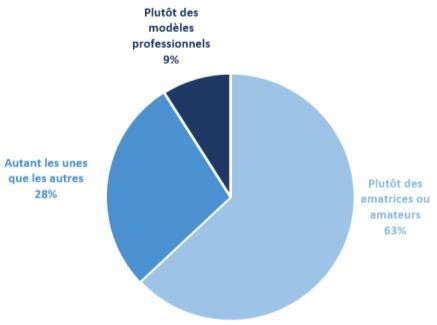 Plutôt des
modèles
professionnels
9%
Autant les unes
que les autres
28%
Plutôt des
amatrices ou
amateurs
63%